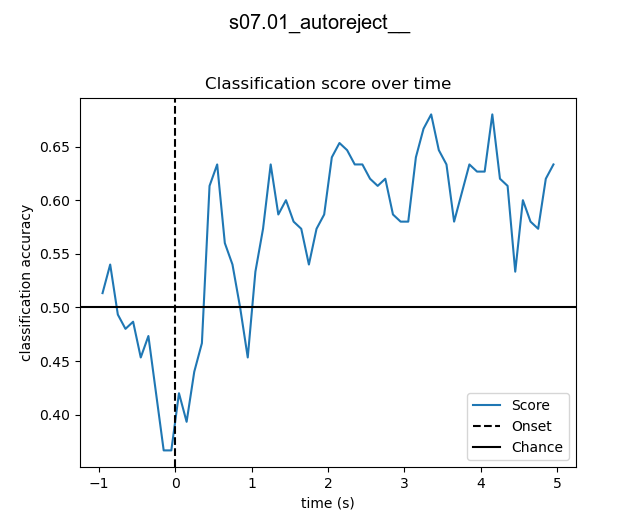 s07.01_autoreject__
Classification score over time
classification accuracy
0.65
0.60
0.55
0.50
0.45
0.40
Score
Onset
Chance
−1 0 1 2 3 4 5
time (s)